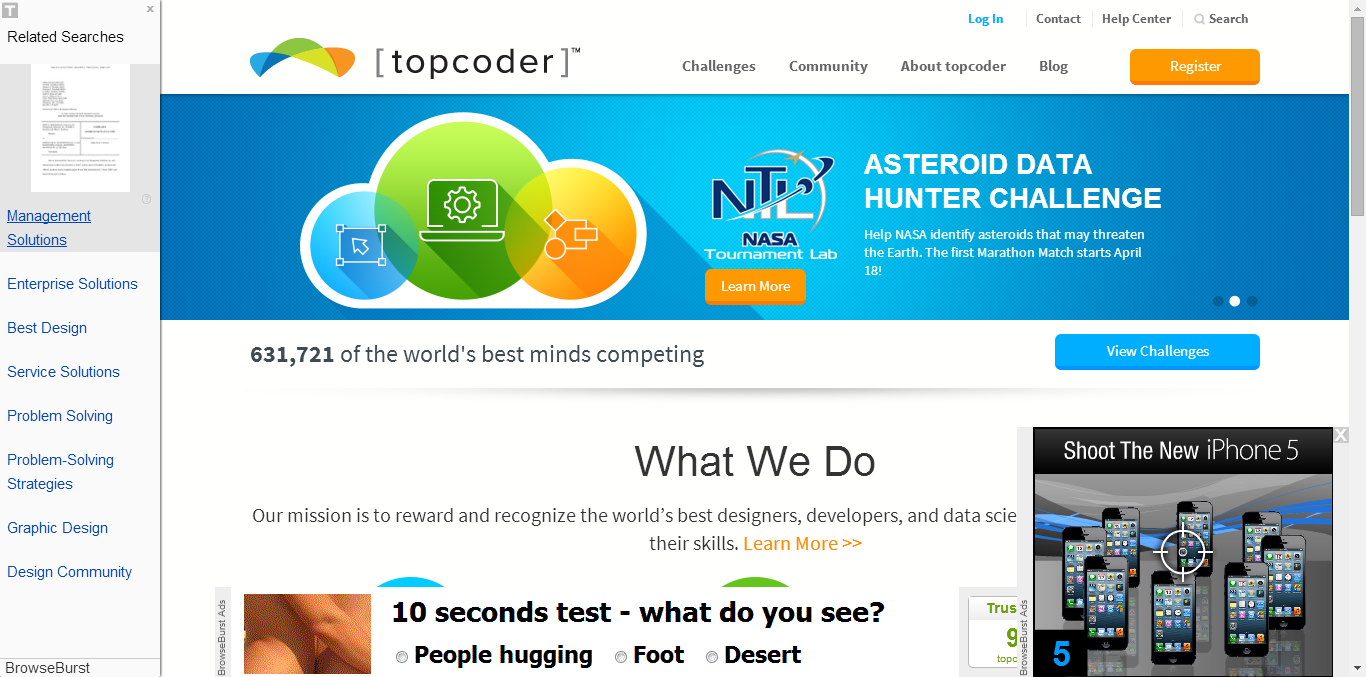 T
x
Related Searches
Management
Solutions
Enterprise Solutions
Best Design
Service Solutions
Problem Solving
Problem-Solving
Strategies
Graphic Design
Design Community
BrowseBurst
Log In
Contact
Help Center
Search
[topcoder]™
Challenges
Community
About topcoder
Blog
Register
NTL
NASA
Tournament Lab
ASTEROID DATA
HUNTER CHALLENGE
Help NASA identify asteroids that may threaten
the Earth. The first Marathon Match starts April
18!
Learn More
631,721 of the world's best minds competing
View Challenges
What We Do
Our mission is to reward and recognize the world’s best designers, developers, and data scie
their skills. Learn More >>
BrowseBurst Ads
10 seconds test - what do you see?
People hugging
Foot
Desert
Trus
9
topc
BrowseBurst Ads
X
Shoot The New iPhone 5
5